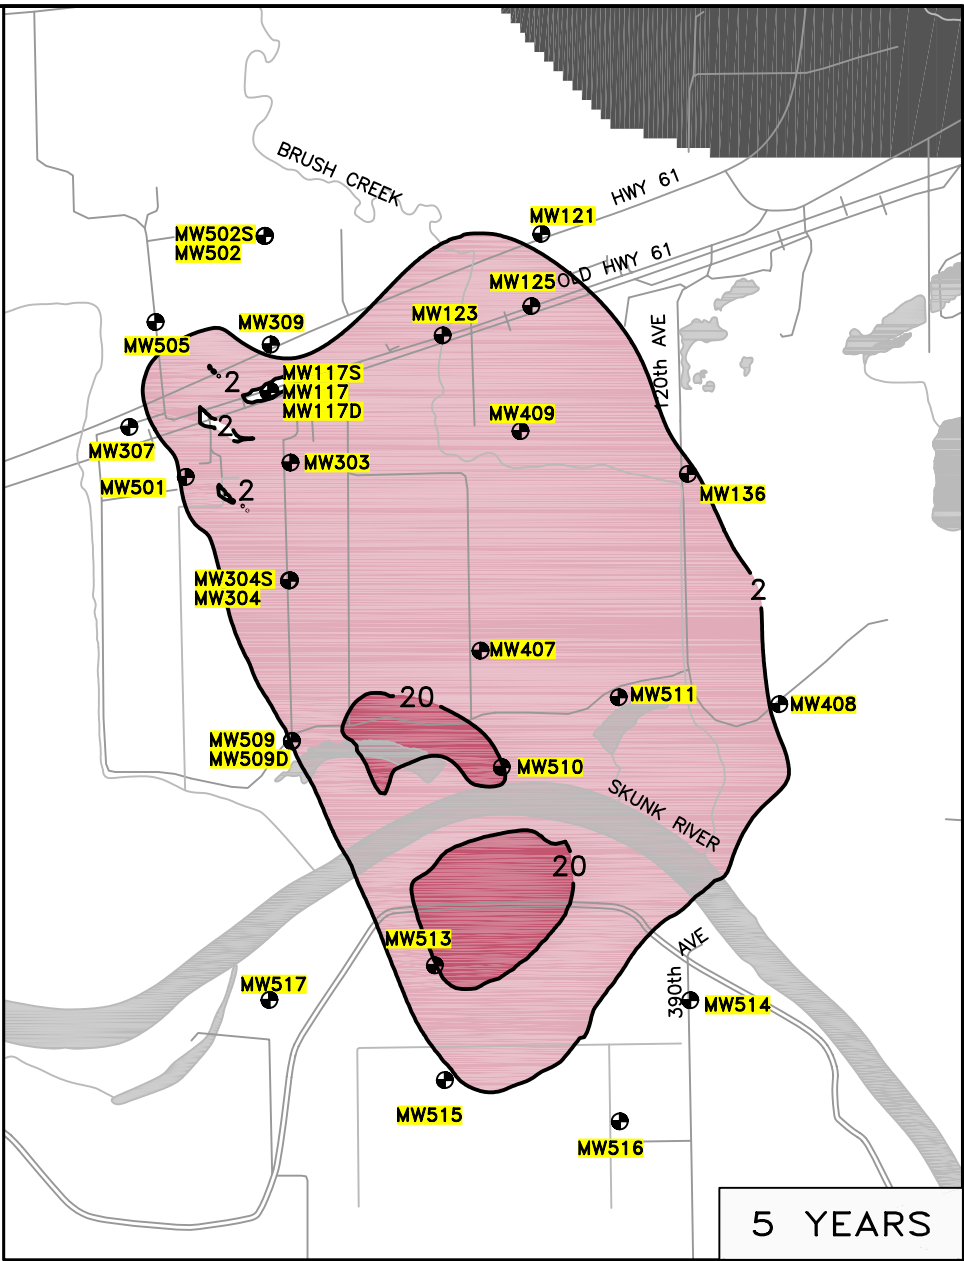 BRUSH CREEK
HWY 61
MW121
MW502S
MW502
OLD HWY 61
MW125
MW123
MW309
MW505
120th AVE
MW117S
MW117
MW117D
2
MW409
2
MW307
MW303
MW501
2
MW136
MW304S
MW304
2
MW407
20
MW511
MW408
MW509
MW509D
MW510
SKUNK RIVER
20
MW513
390th AVE
MW517
MW514
MW515
MW516
5 YEARS